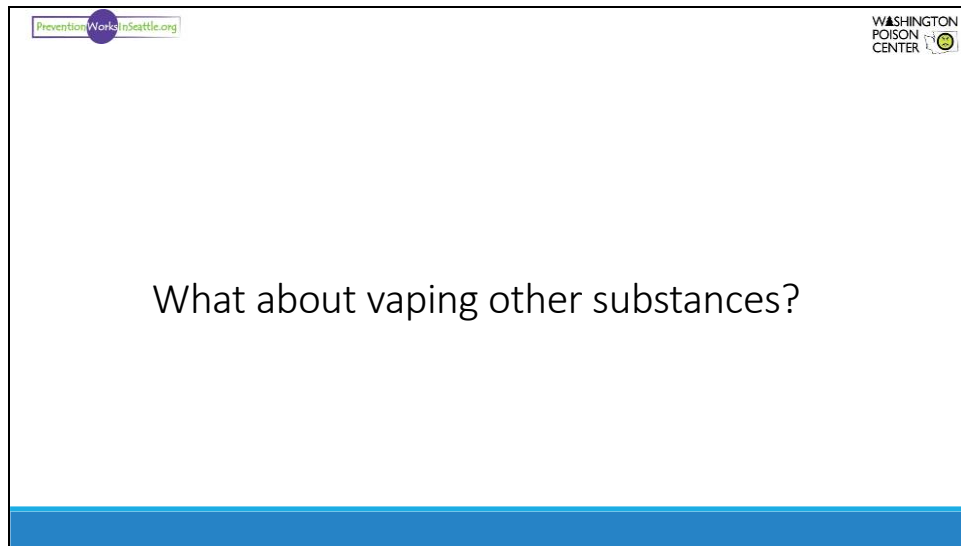 PreventionWorksInSeattle.org
WASHINGTON
POISON
CENTER
What about vaping other substances?